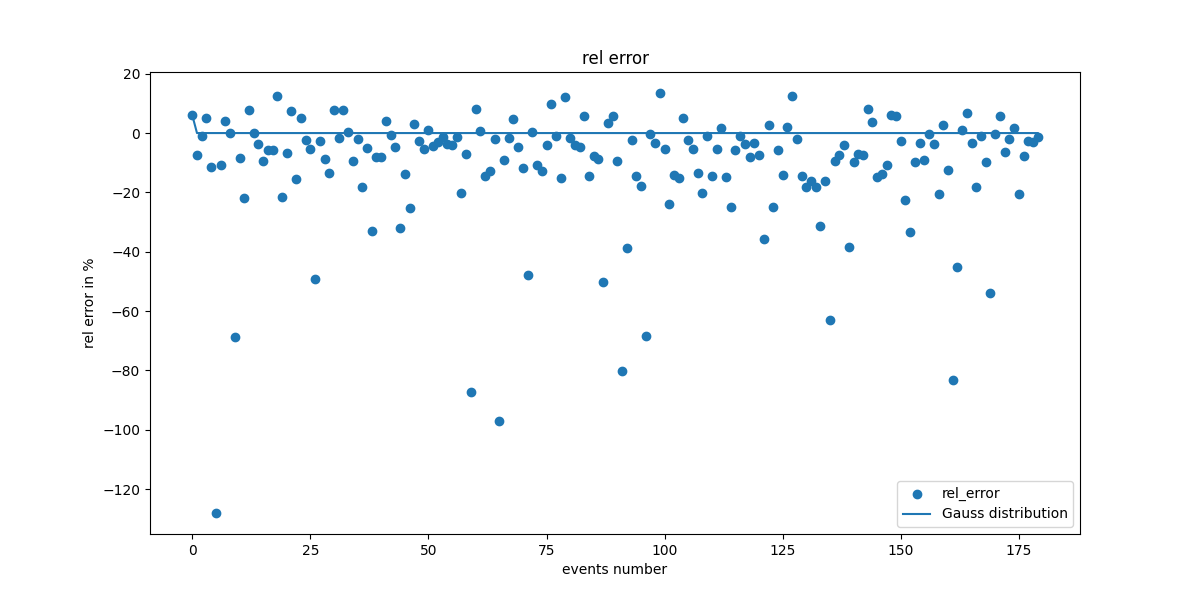 rel error
20
0
−20
−40
−60
−80
−100
−120
rel error in %
0 25 50 75 100 125 150 175
events number
rel_error
Gauss distribution